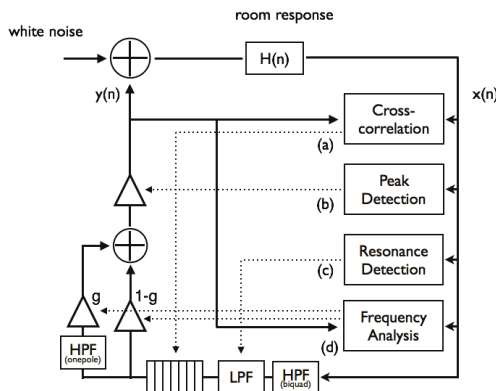 room response
white noise
H(n)
y(n)
x(n)
Cross-
correlation
(a)
Peak
Detection
(b)
Resonance
Detection
(c)
g
1-g
Frequency
Analysis
(d)
HPF
(onepole)
LPF
HPF
(biquad)